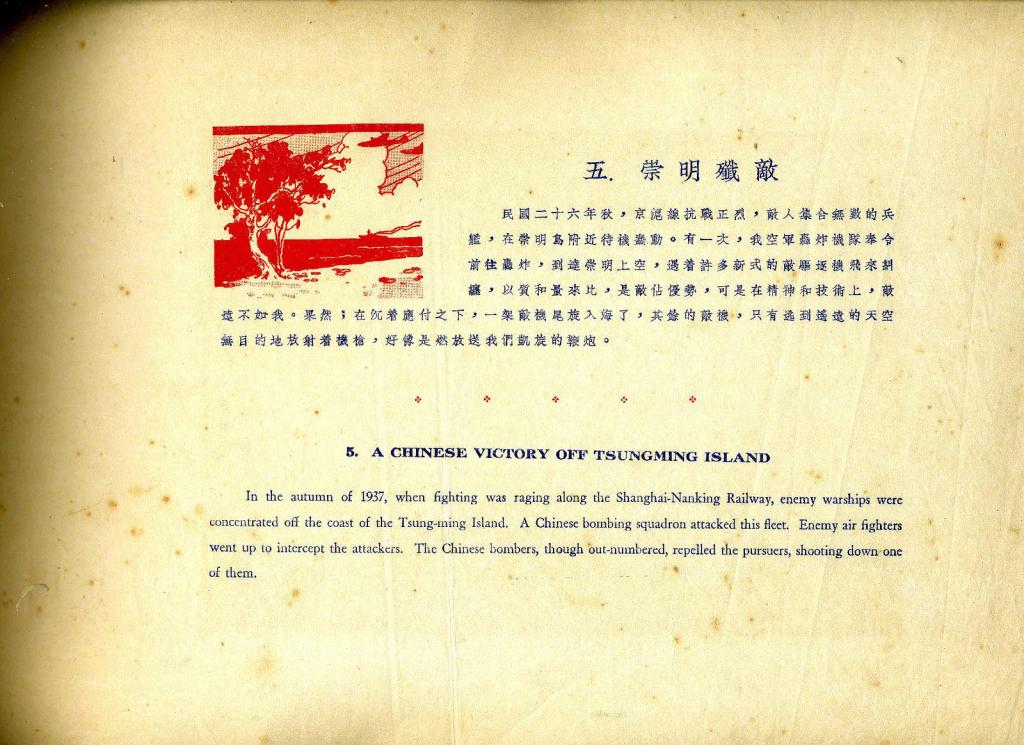 五. 崇明殲敵
民國二十六年秋，京滬線抗戰正烈，敵人集合無數的兵
艦，在崇明島附近待機蠢動。有一次，我空軍轟炸機隊奉令
前往轟炸，到達崇明上空，遇着許多新式的敵驅逐機飛來糾
纏，以質和量來比，是敵佔優勢，可是在精神和技術上，敵
遠不如我。果然；在沉着應付之下，一架敵機尾旋入海了，其餘的敵機，只有逃到遙遠的天空
無目的地放射着機槍，好像是燃放送我們凱旋的鞭炮。
5. A CHINESE VICTORY OFF TSUNGMING ISLAND
In the autumn of 1937, when fighting was raging along the Shanghai-Nanking Railway, enemy warships were
concentrated off the coast of the Tsung-ming Island. A Chinese bombing squadron attacked this fleet. Enemy air fighters
went up to intercept the attackers. The Chinese bombers, though out-numbered, repelled the pursuers, shooting down one
of them.